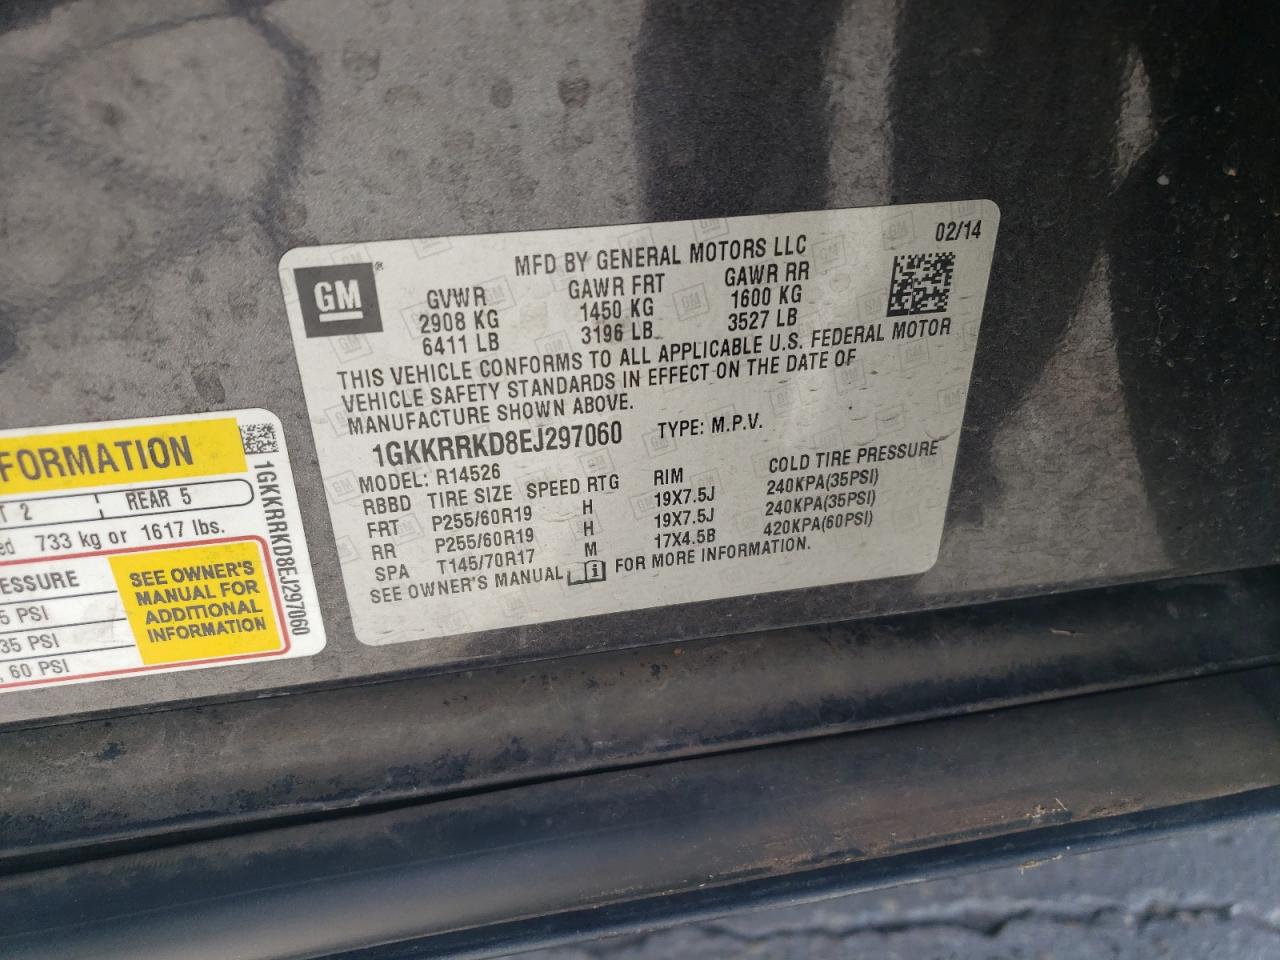 GM
®
MFD BY GENERAL MOTORS LLC
02/14
GVWR GAWR FRT GAWR RR
2908 KG 1450 KG 1600 KG
6411 LB 3196 LB 3527 LB
THIS VEHICLE CONFORMS TO ALL APPLICABLE U.S. FEDERAL MOTOR
VEHICLE SAFETY STANDARDS IN EFFECT ON THE DATE OF
MANUFACTURE SHOWN ABOVE.
1GKKRRKD8EJ297060 TYPE: M.P.V.
MODEL: R14526
RBBD TIRE SIZE SPEED RTG RIM COLD TIRE PRESSURE
FRT P255/60R19 H 19X7.5J 240KPA(35PSI)
RR P255/60R19 H 19X7.5J 240KPA(35PSI)
SPA T145/70R17 M 17X4.5B 420KPA(60PSI)
SEE OWNER'S MANUAL i FOR MORE INFORMATION.
FORMATION
T 2 REAR 5
ed 733 kg or 1617 lbs.
ESSURE
5 PSI
35 PSI
, 60 PSI
SEE OWNER'S
MANUAL FOR
ADDITIONAL
INFORMATION
1GKKRRKD8EJ297060